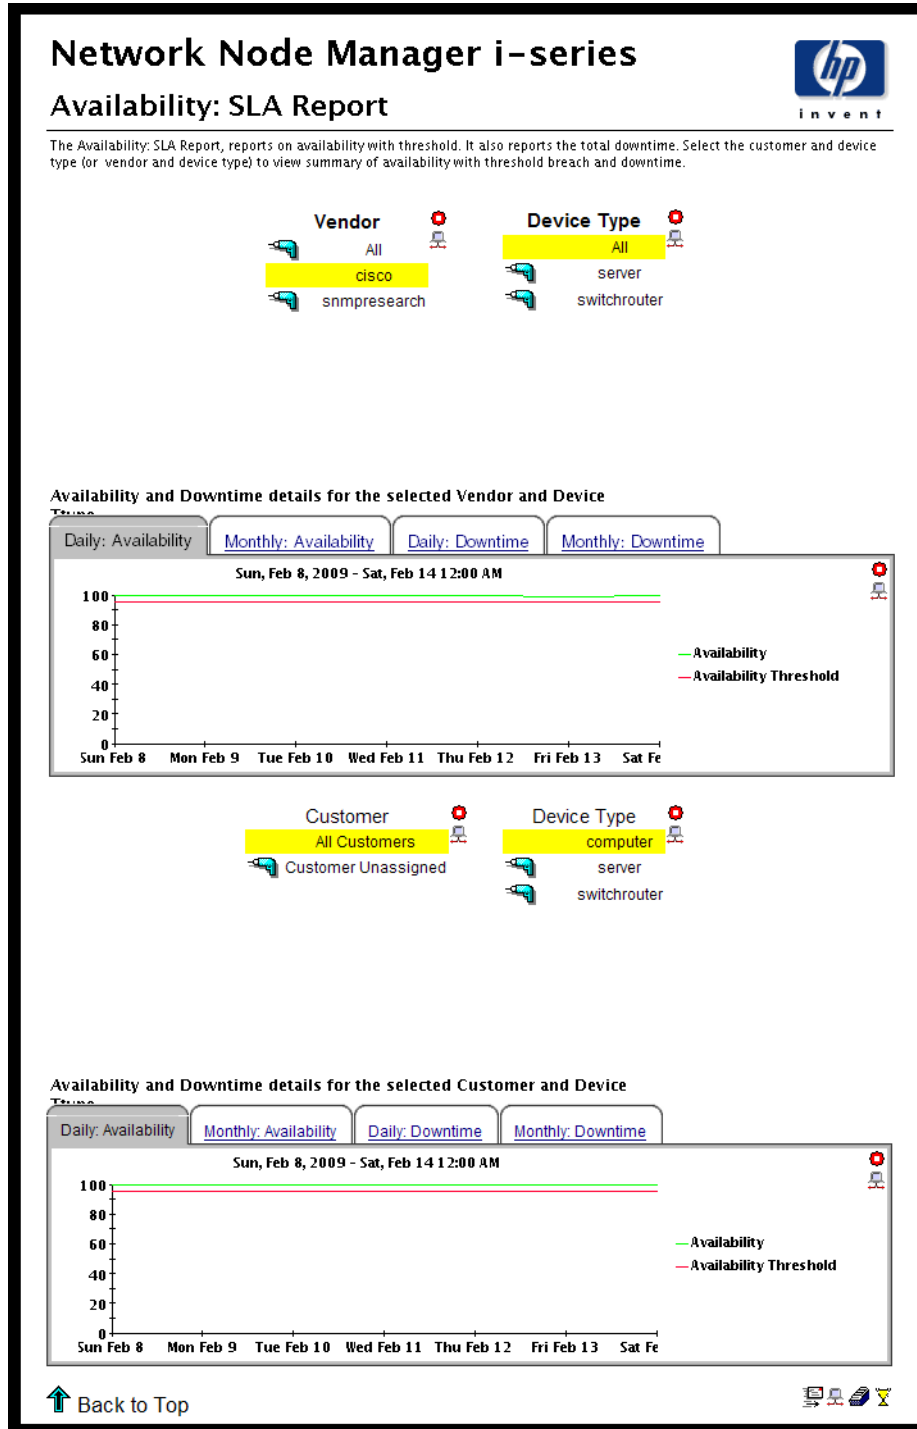 Network Node Manager i-series
hp
invent
Availability: SLA Report
The Availability: SLA Report, reports on availability with threshold. It also reports the total downtime. Select the customer and device
type (or vendor and device type) to view summary of availability with threshold breach and downtime.
Vendor
All
cisco
snmpresearch
Device Type
All
server
switchrouter
Availability and Downtime details for the selected Vendor and Device
Daily: Availability
Monthly: Availability
Daily: Downtime
Monthly: Downtime
Sun, Feb 8, 2009 - Sat, Feb 14 12:00 AM
100
80
60
40
20
0
Sun Feb 8 Mon Feb 9 Tue Feb 10 Wed Feb 11 Thu Feb 12 Fri Feb 13 Sat Fe
Availability
Availability Threshold
Customer
All Customers
Customer Unassigned
Device Type
computer
server
switchrouter
Availability and Downtime details for the selected Customer and Device
Daily: Availability
Monthly: Availability
Daily: Downtime
Monthly: Downtime
Sun, Feb 8, 2009 - Sat, Feb 14 12:00 AM
100
80
60
40
20
0
Sun Feb 8 Mon Feb 9 Tue Feb 10 Wed Feb 11 Thu Feb 12 Fri Feb 13 Sat Fe
Availability
Availability Threshold
Back to Top